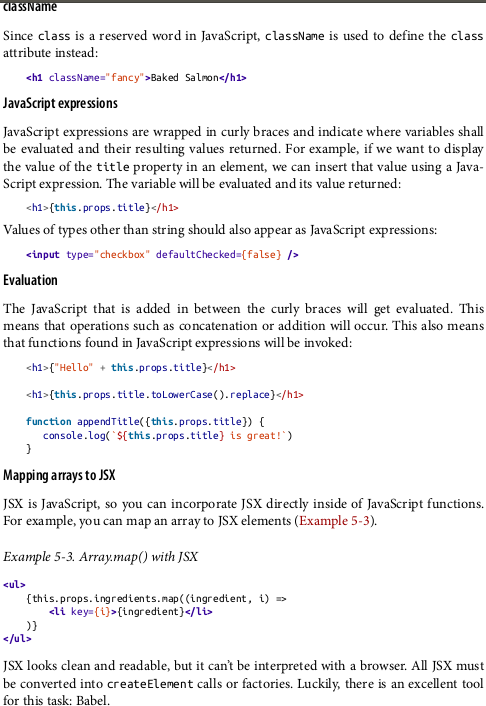 className
Since class is a reserved word in JavaScript, className is used to define the class
attribute instead:
<h1 className="fancy">Baked Salmon</h1>
JavaScript expressions
JavaScript expressions are wrapped in curly braces and indicate where variables shall
be evaluated and their resulting values returned. For example, if we want to display
the value of the title property in an element, we can insert that value using a Java-
Script expression. The variable will be evaluated and its value returned:
<h1>{this.props.title}</h1>
Values of types other than string should also appear as JavaScript expressions:
<input type="checkbox" defaultChecked={false} />
Evaluation
The JavaScript that is added in between the curly braces will get evaluated. This
means that operations such as concatenation or addition will occur. This also means
that functions found in JavaScript expressions will be invoked:
<h1>{"Hello" + this.props.title}</h1>
<h1>{this.props.title.toLowerCase().replace}</h1>
function appendTitle({this.props.title}) {
console.log(`${this.props.title} is great!`)
}
Mapping arrays to JSX
JSX is JavaScript, so you can incorporate JSX directly inside of JavaScript functions.
For example, you can map an array to JSX elements (Example 5-3).
Example 5-3. Array.map() with JSX
<ul>
{this.props.ingredients.map((ingredient, i) =>
<li key={i}>{ingredient}</li>
)}
</ul>
JSX looks clean and readable, but it can't be interpreted with a browser. All JSX must
be converted into createElement calls or factories. Luckily, there is an excellent tool
for this task: Babel.